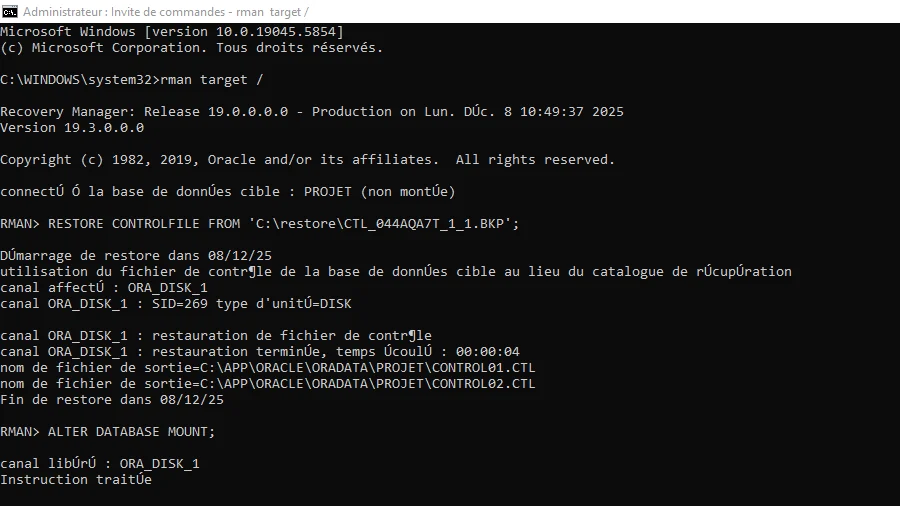 Administrateur : Invite de commandes - rman target /
Microsoft Windows [version 10.0.19045.5854]
(c) Microsoft Corporation. Tous droits réservés.
C:\WINDOWS\system32>rman target /
Recovery Manager: Release 19.0.0.0.0 - Production on Lun. DÚc. 8 10:49:37 2025
Version 19.3.0.0.0
Copyright (c) 1982, 2019, Oracle and/or its affiliates.  All rights reserved.
connectÚ Ó la base de donnÚes cible : PROJET (non montÚe)
RMAN> RESTORE CONTROLFILE FROM 'C:\restore\CTL_044AQA7T_1_1.BKP';
DÚmarrage de restore dans 08/12/25
utilisation du fichier de contr¶le de la base de donnÚes cible au lieu du catalogue de rÚcupÚration
canal affectÚ : ORA_DISK_1
canal ORA_DISK_1 : SID=269 type d'unitÚ=DISK
canal ORA_DISK_1 : restauration de fichier de contr¶le
canal ORA_DISK_1 : restauration terminÚe, temps ÚcoulÚ : 00:00:04
nom de fichier de sortie=C:\APP\ORACLE\ORADATA\PROJET\CONTROL01.CTL
nom de fichier de sortie=C:\APP\ORACLE\ORADATA\PROJET\CONTROL02.CTL
Fin de restore dans 08/12/25
RMAN> ALTER DATABASE MOUNT;
canal libÚrÚ : ORA_DISK_1
Instruction traitÚe